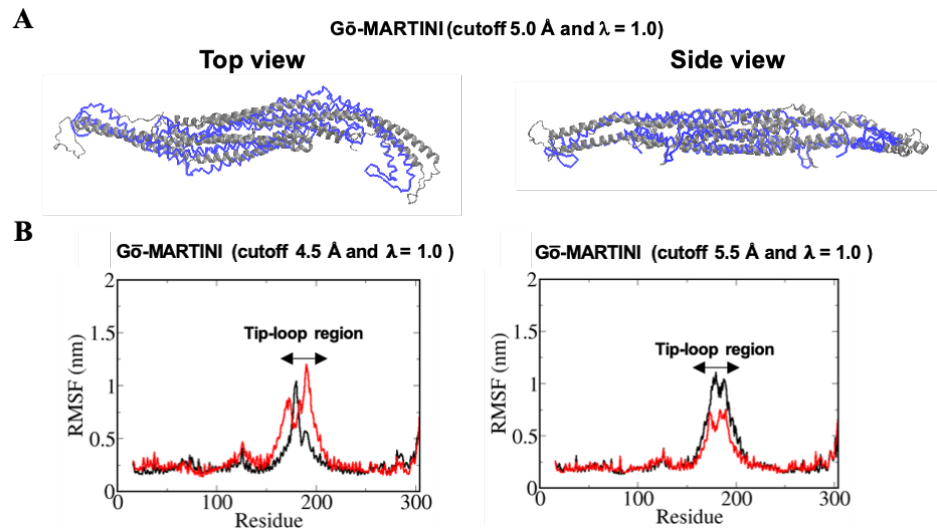 A
Gō-MARTINI (cutoff 5.0 Å and λ = 1.0)
Top view
Side view
B
Gō-MARTINI (cutoff 4.5 Å and λ = 1.0 )
2
1.5
1
0.5
0
RMSF (nm)
Tip-loop region
0
100
200
300
Residue
Gō-MARTINI (cutoff 5.5 Å and λ = 1.0 )
2
1.5
1
0.5
0
RMSF (nm)
Tip-loop region
0
100
200
300
Residue